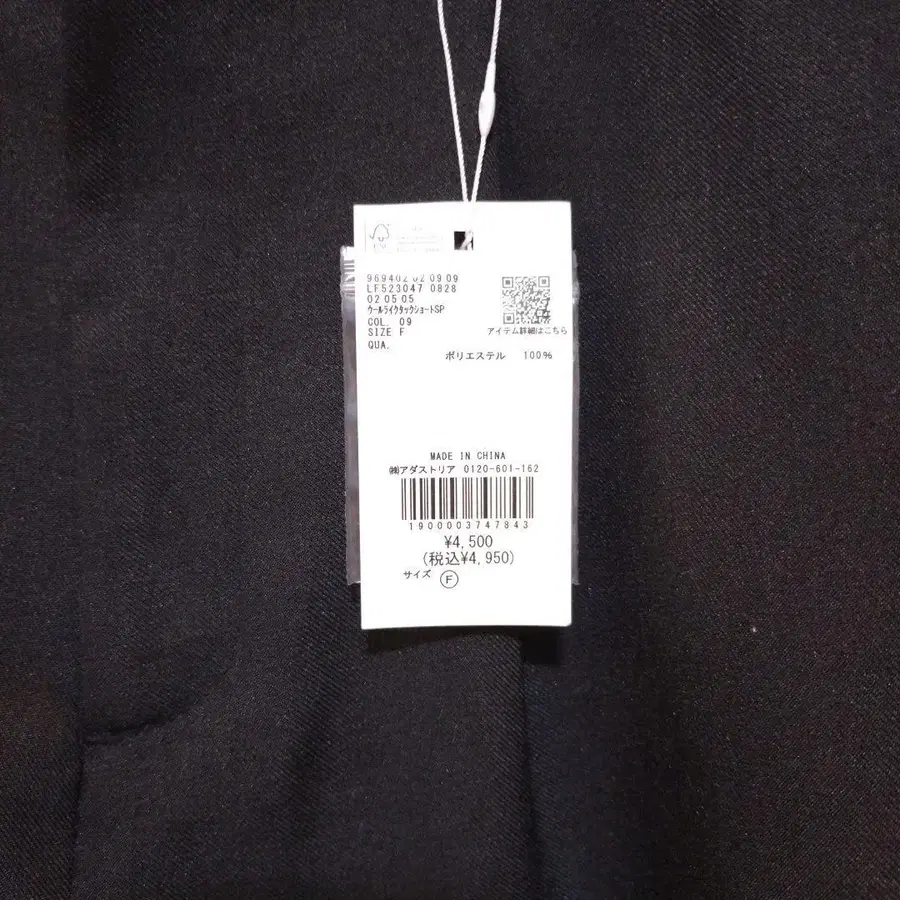 969402 02 09 09
LF523047 0828
02 05 05
ｳｰﾙﾗｲｸﾀｯｸｼｮｰﾄSP
COL. 09
SIZE F
QUA.
アイテム詳細はこちら
ポリエステル 100%
MADE IN CHINA
㈱アダストリア 0120-601-162
1900003747843
¥4,500
(税込¥4,950)
サイズ F